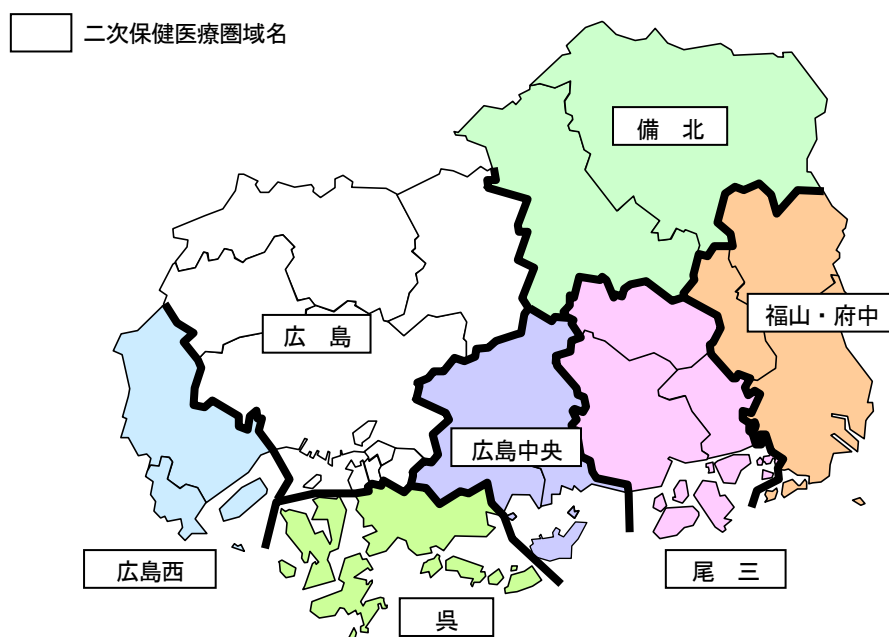 二次保健医療圏域名
備　北
福山・府中
広　島
広島中央
広島西
尾　三
呉